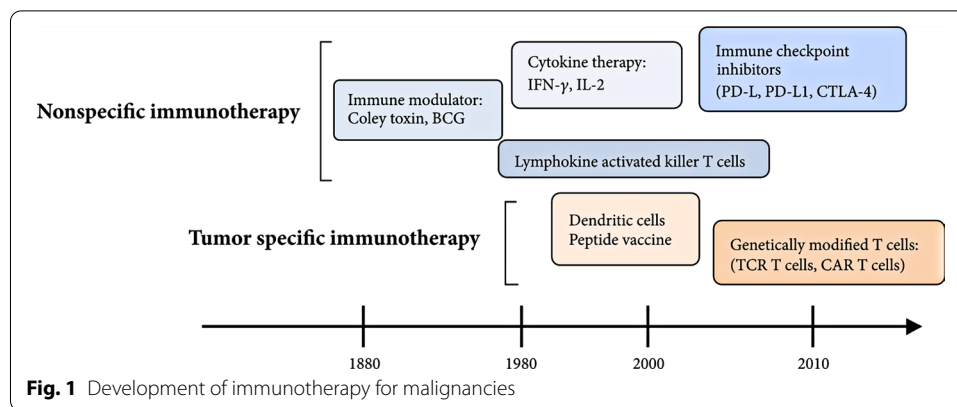 Nonspecific immunotherapy
Immune modulator:
Coley toxin, BCG
Cytokine therapy:
IFN-γ, IL-2
Immune checkpoint
inhibitors
(PD-L, PD-L1, CTLA-4)
Lymphokine activated killer T cells
Tumor specific immunotherapy
Dendritic cells
Peptide vaccine
Genetically modified T cells:
(TCR T cells, CAR T cells)
1880
1980
2000
2010
Fig. 1 Development of immunotherapy for malignancies